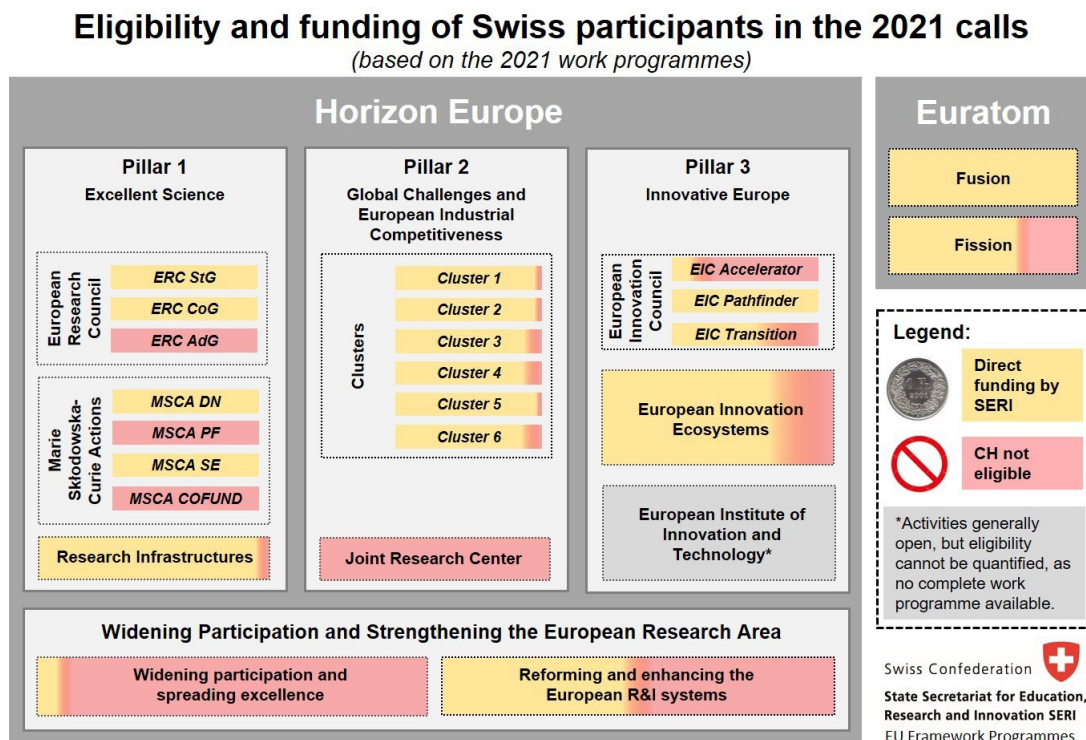 Eligibility and funding of Swiss participants in the 2021 calls
(based on the 2021 work programmes)
Horizon Europe
Pillar 1
Excellent Science
European
Research
Council
ERC StG
ERC CoG
ERC AdG
Marie
Skłodowska-
Curie Actions
MSCA DN
MSCA PF
MSCA SE
MSCA COFUND
Research Infrastructures
Pillar 2
Global Challenges and
European Industrial
Competitiveness
Clusters
Cluster 1
Cluster 2
Cluster 3
Cluster 4
Cluster 5
Cluster 6
Joint Research Center
Pillar 3
Innovative Europe
European
Innovation
Council
EIC Accelerator
EIC Pathfinder
EIC Transition
European Innovation
Ecosystems
European Institute of
Innovation and
Technology*
Widening Participation and Strengthening the European Research Area
Widening participation and
spreading excellence
Reforming and enhancing the
European R&I systems
Euratom
Fusion
Fission
Legend:
Direct
funding by
SERI
CH not
eligible
*Activities generally
open, but eligibility
cannot be quantified, as
no complete work
programme available.
Swiss Confederation
State Secretariat for Education,
Research and Innovation SERI
EU Framework Programmes